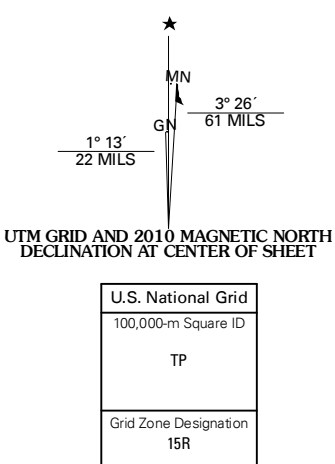 ★
MN
3° 26´
61 MILS
GN
1° 13´
22 MILS
UTM GRID AND 2010 MAGNETIC NORTH
DECLINATION AT CENTER OF SHEET
U.S. National Grid
100,000-m Square ID
TP
Grid Zone Designation
15R